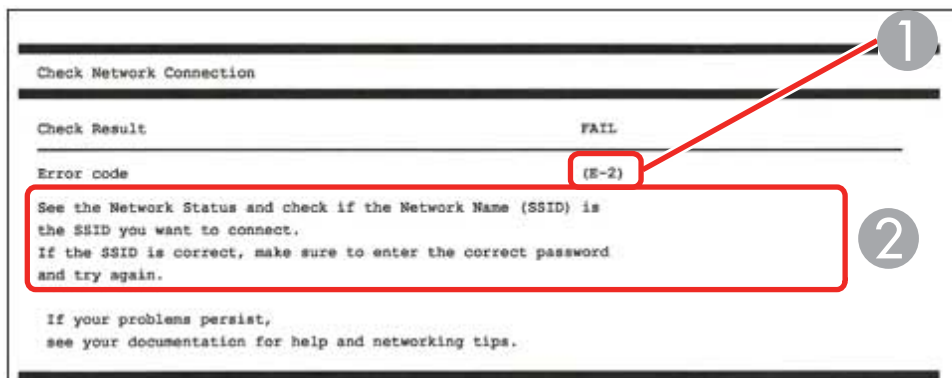 1
Check Network Connection
Check Result FAIL
Error code (E-2)
See the Network Status and check if the Network Name (SSID) is
the SSID you want to connect.
If the SSID is correct, make sure to enter the correct password
and try again.
2
If your problems persist,
see your documentation for help and networking tips.